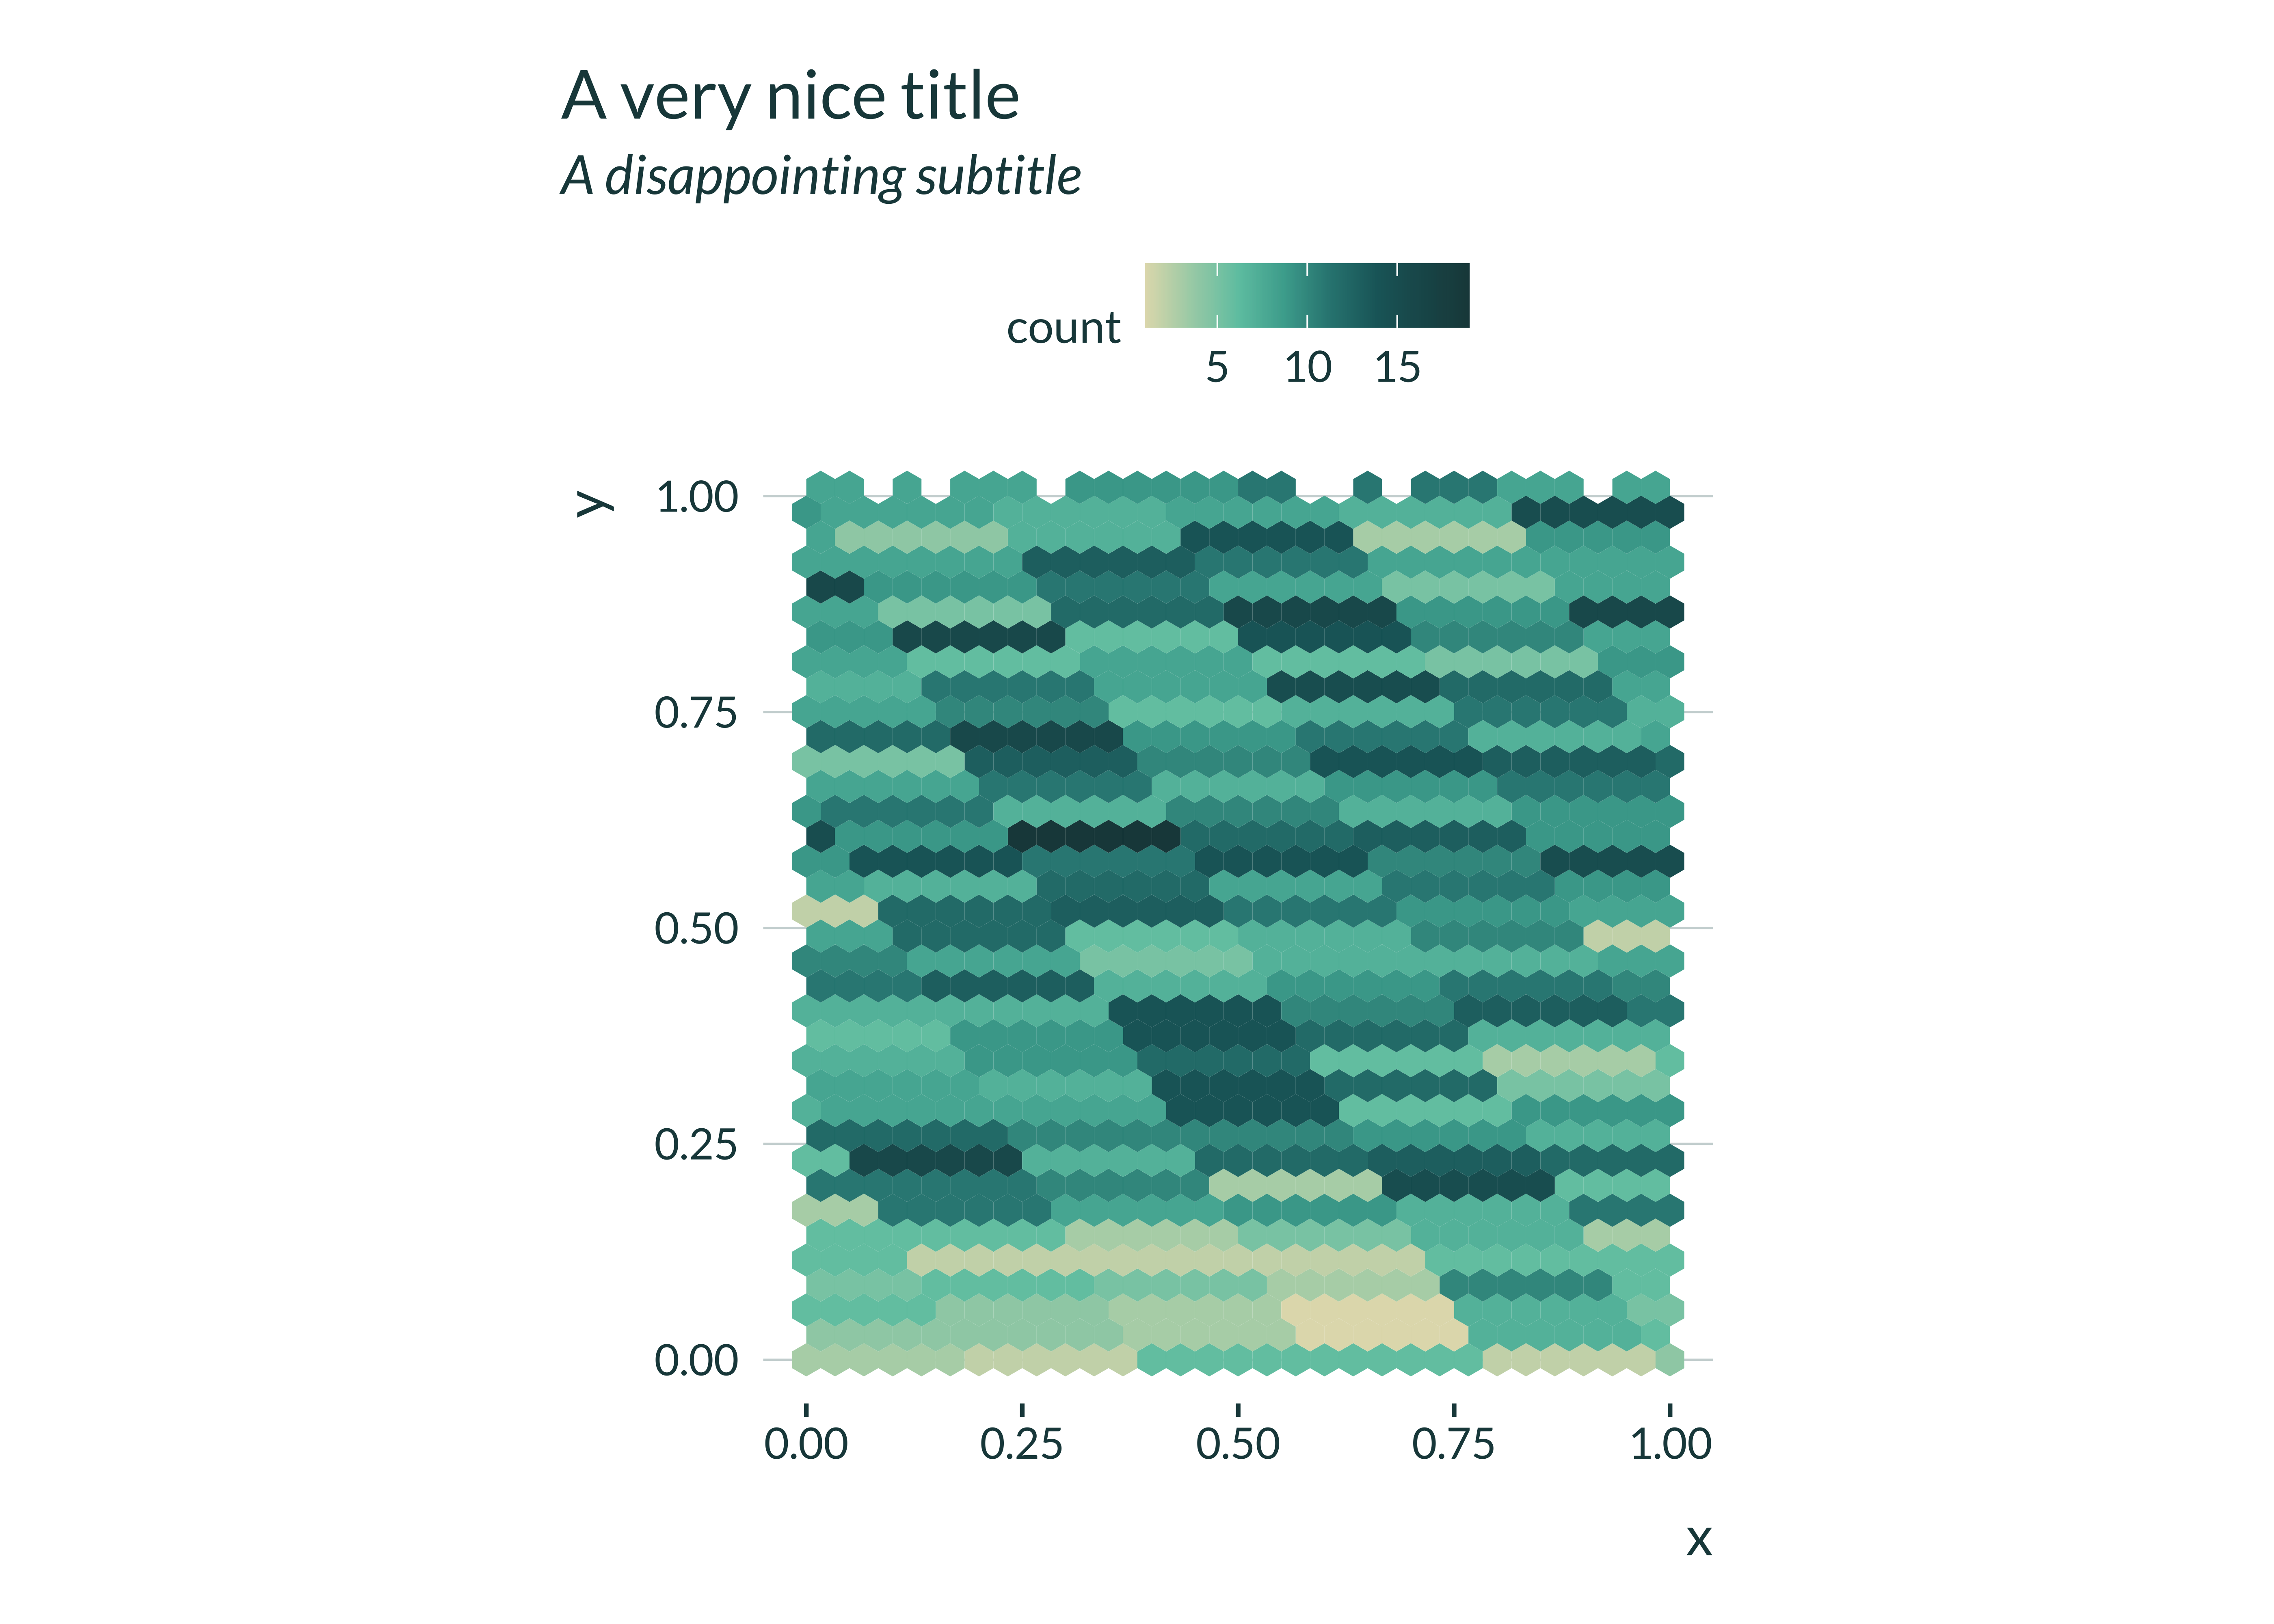 A very nice title
A disappointing subtitle
count
5 10 15
y
1.00
0.75
0.50
0.25
0.00
0.00 0.25 0.50 0.75 1.00
x